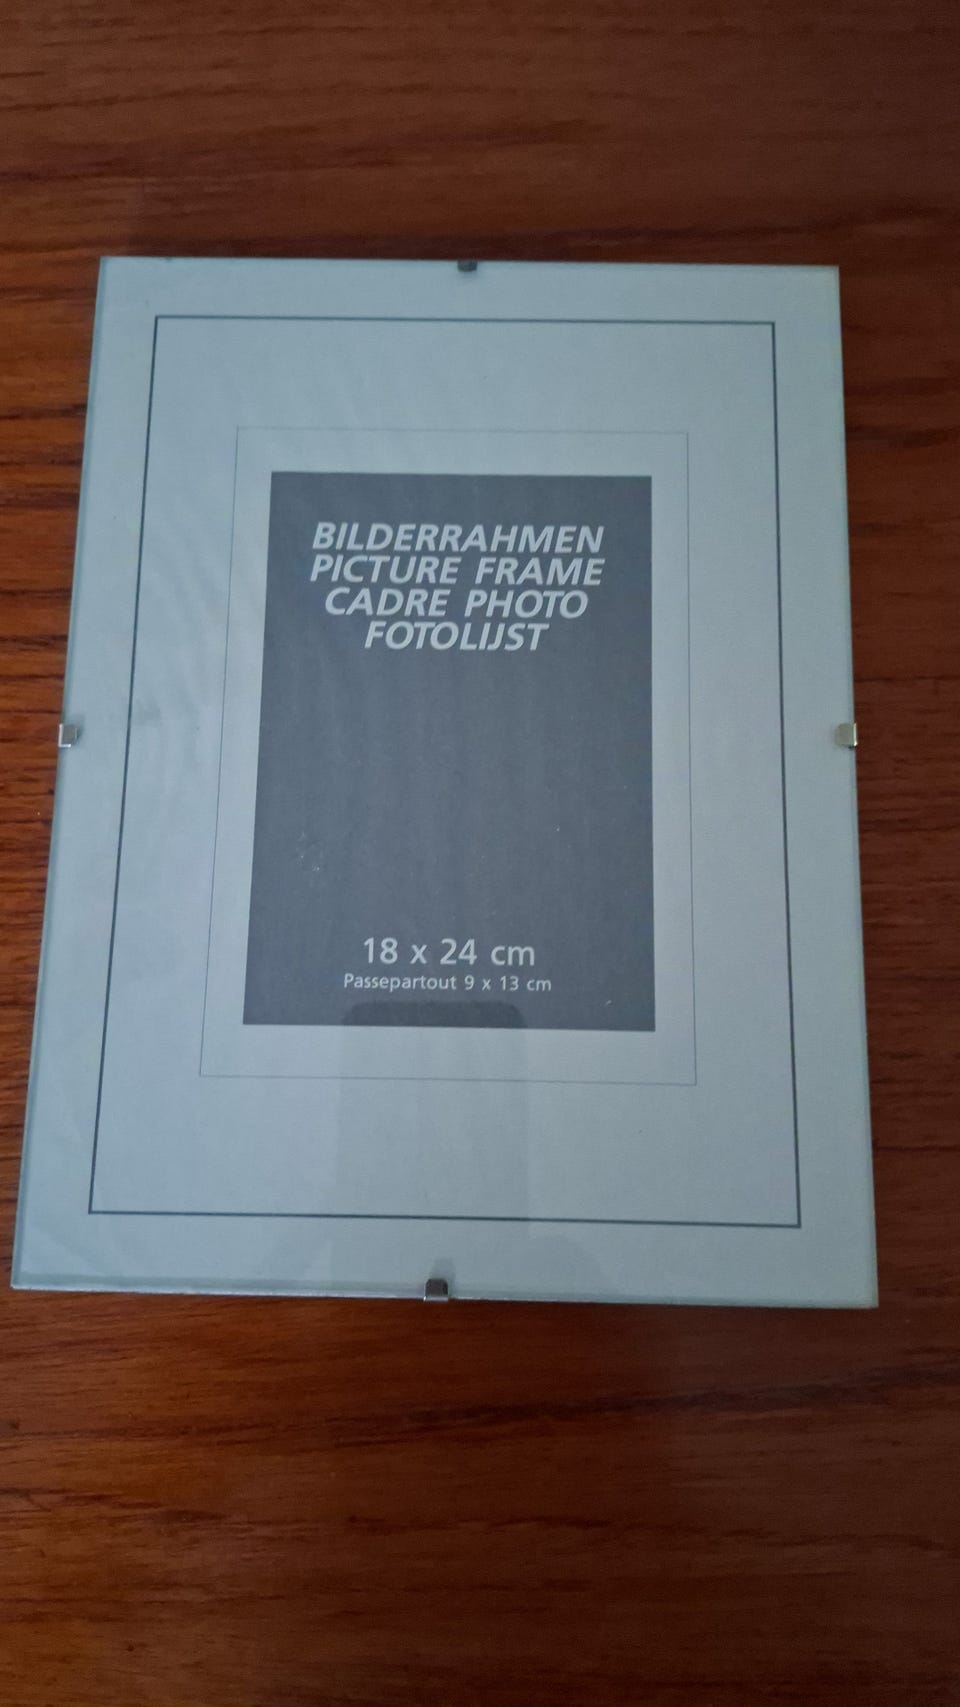 BILDERRAHMEN
PICTURE FRAME
CADRE PHOTO
FOTOLIJST
18 x 24 cm
Passepartout 9 x 13 cm